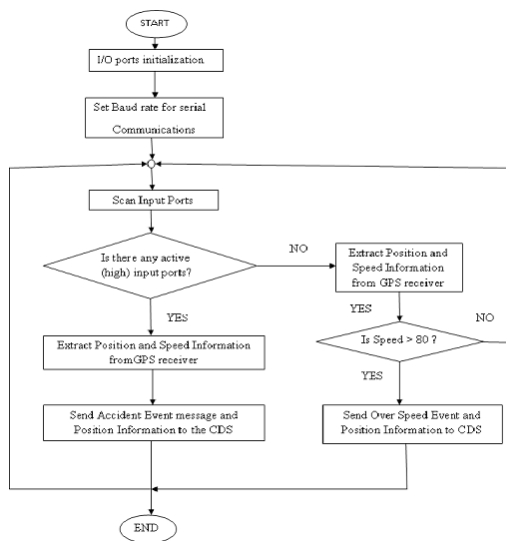 START
I/O ports initialization
Set Baud rate for serial
Communications
Scan Input Ports
Is there any active
(high) input ports?
NO
Extract Position and
Speed Information
from GPS receiver
YES
NO
YES
Is Speed > 80 ?
Extract Position and Speed Information
fromGPS receiver
YES
Send Accident Event message and
Position Information to the CDS
Send Over Speed Event and
Position Information to CDS
END